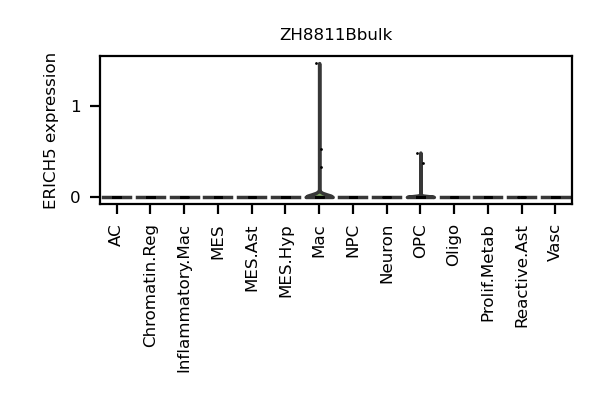 ZH8811Bbulk
ERICH5 expression
1
0
AC
Chromatin.Reg
Inflammatory.Mac
MES
MES.Ast
MES.Hyp
Mac
NPC
Neuron
OPC
Oligo
Prolif.Metab
Reactive.Ast
Vasc